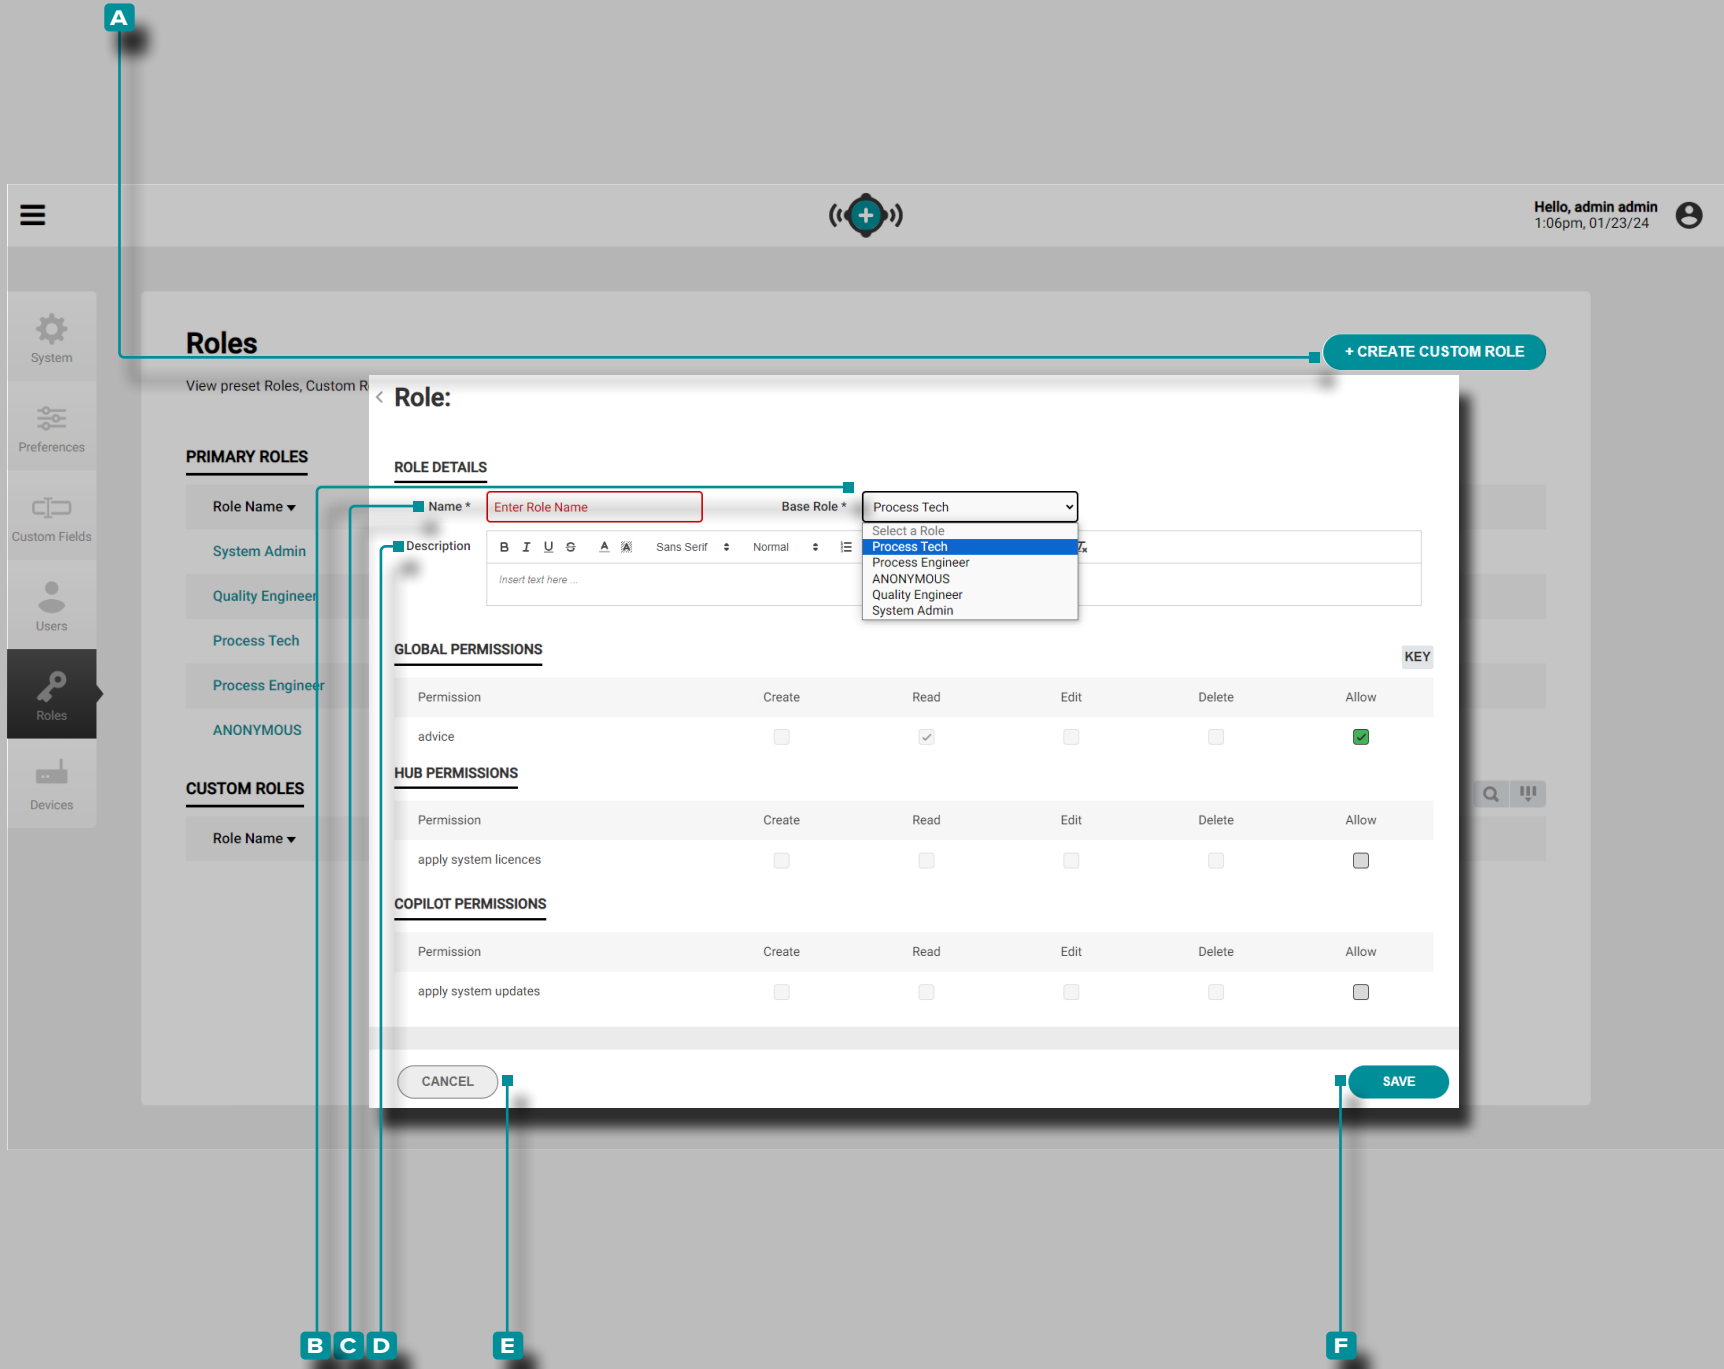 A
Hello, admin admin
1:06pm, 01/23/24
System
Preferences
Custom Fields
Users
Roles
Devices
Roles
+ CREATE CUSTOM ROLE
View preset Roles, Custom R
PRIMARY ROLES
Role Name
System Admin
Quality Engineer
Process Tech
Process Engineer
ANONYMOUS
CUSTOM ROLES
Role Name
Role:
ROLE DETAILS
Name * Enter Role Name Base Role * Process Tech
Select a Role
Process Tech
Process Engineer
ANONYMOUS
Quality Engineer
System Admin
Description B I U S A A Sans Serif Normal
Insert text here ...
GLOBAL PERMISSIONS KEY
Permission Create Read Edit Delete Allow
advice
HUB PERMISSIONS
Permission Create Read Edit Delete Allow
apply system licences
COPILOT PERMISSIONS
Permission Create Read Edit Delete Allow
apply system updates
CANCEL SAVE
B C D E F